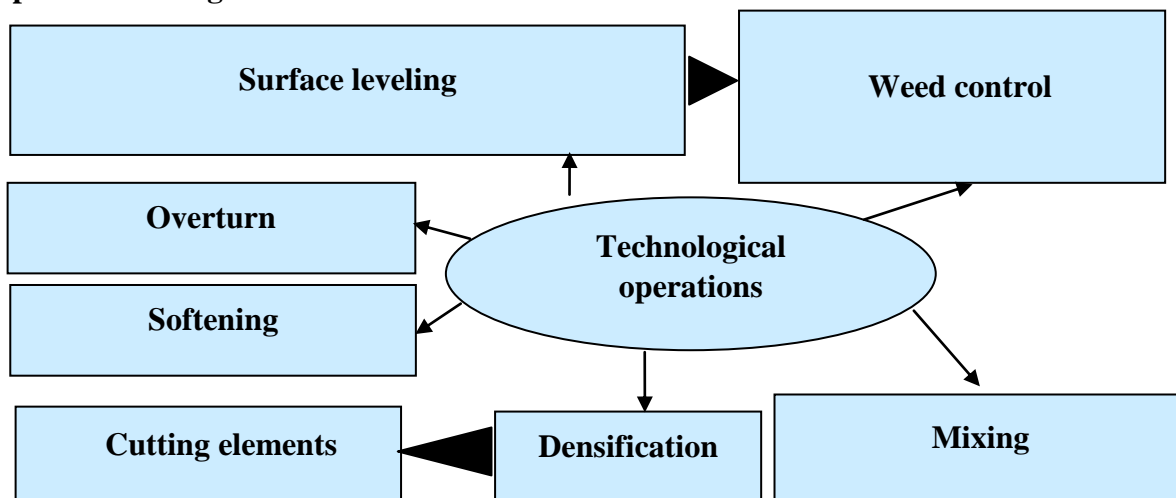 Surface leveling
Weed control
Overturn
Technological
operations
Softening
Cutting elements
Densification
Mixing